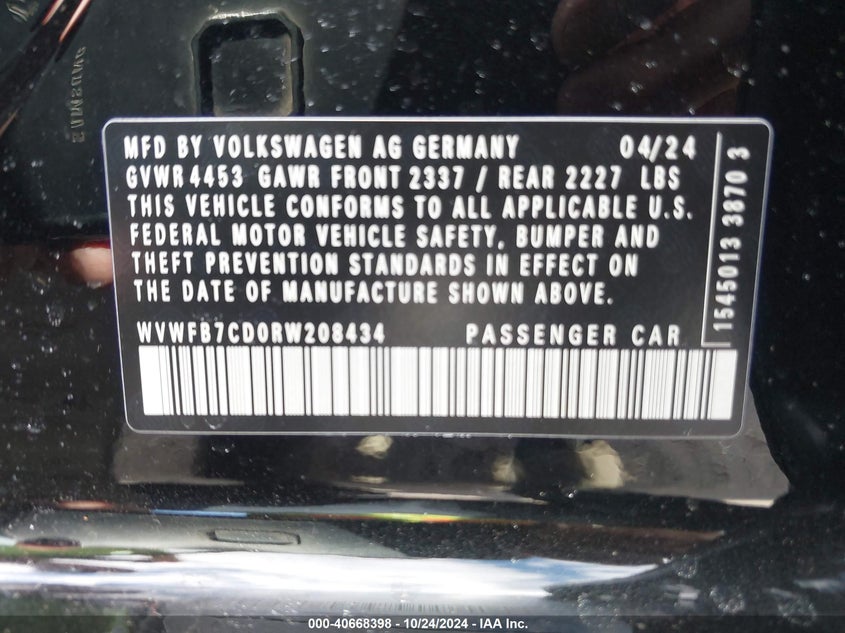 MFD BY VOLKSWAGEN AG GERMANY 04/24
GVWR 4453 GAWR FRONT 2337 / REAR 2227 LBS
THIS VEHICLE CONFORMS TO ALL APPLICABLE U.S.
FEDERAL MOTOR VEHICLE SAFETY, BUMPER AND
THEFT PREVENTION STANDARDS IN EFFECT ON
THE DATE OF MANUFACTURE SHOWN ABOVE.
WVWFB7CD0RW208434 PASSENGER CAR
1545013 3870 3
000-40668398 - 10/24/2024 - IAA Inc.